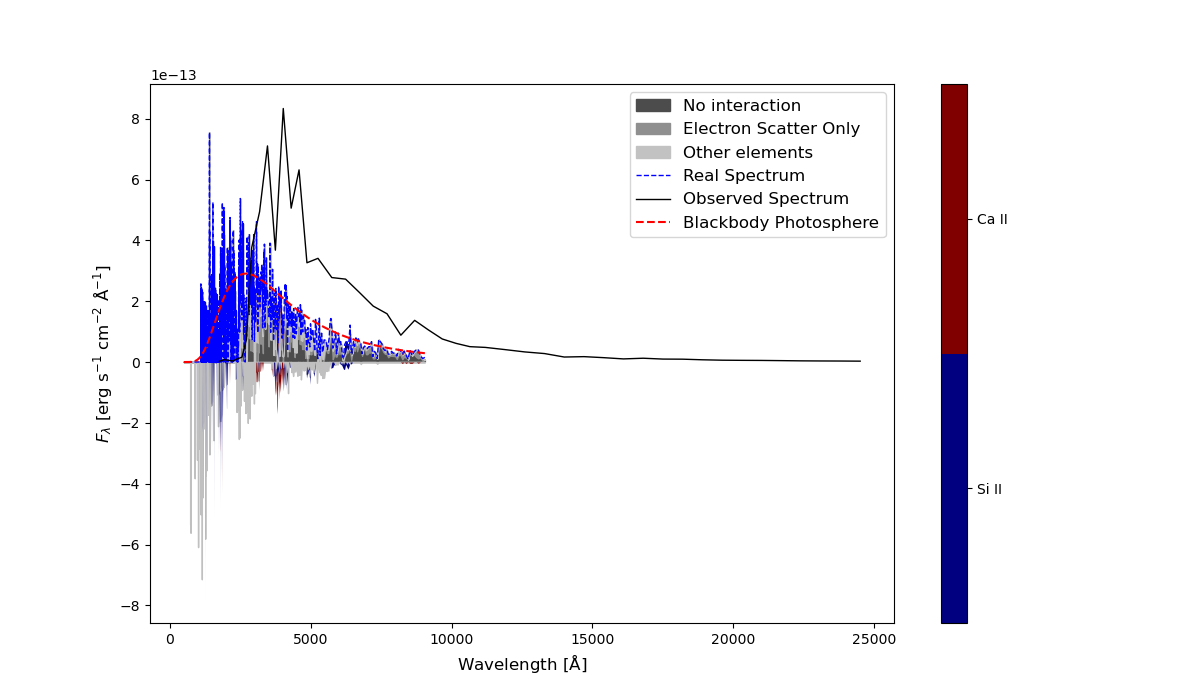 1e−13
No interaction
Electron Scatter Only
Other elements
Real Spectrum
Observed Spectrum
Blackbody Photosphere
8
6
4
2
0
−2
−4
−6
−8
F_λ [erg s⁻¹ cm⁻² Å⁻¹]
0
5000
10000
15000
20000
25000
Wavelength [Å]
Ca II
Si II